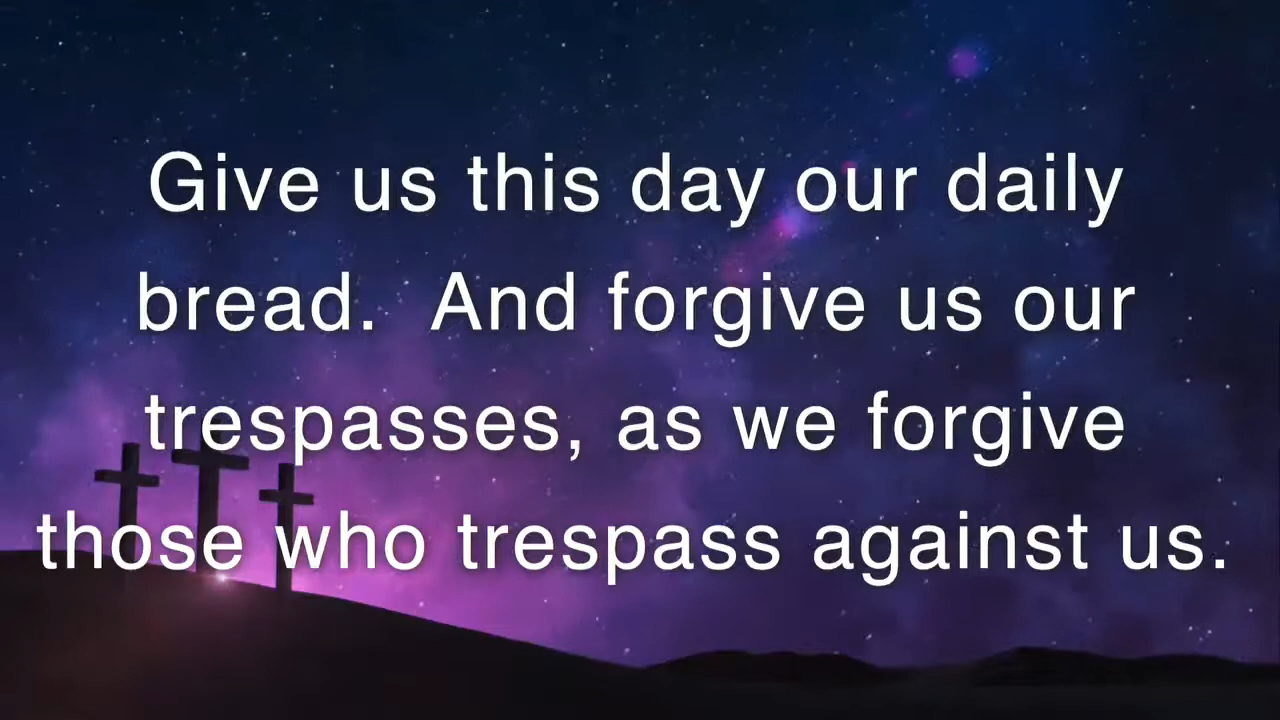 Give us this day our daily
bread.  And forgive us our
trespasses, as we forgive
those who trespass against us.